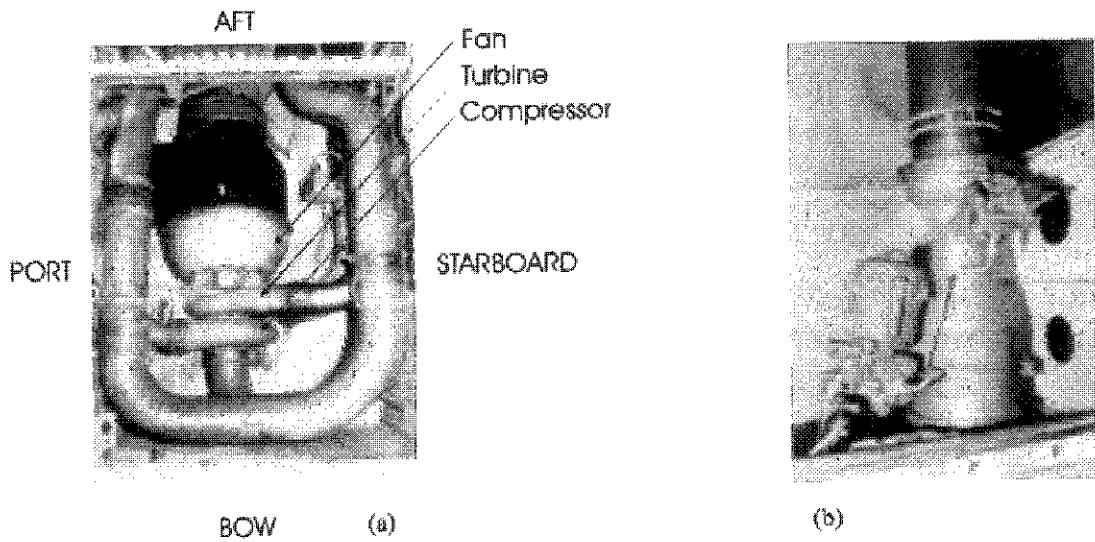 AFT
Fan
Turbine
Compressor
PORT
STARBOARD
BOW
(a)
(b)